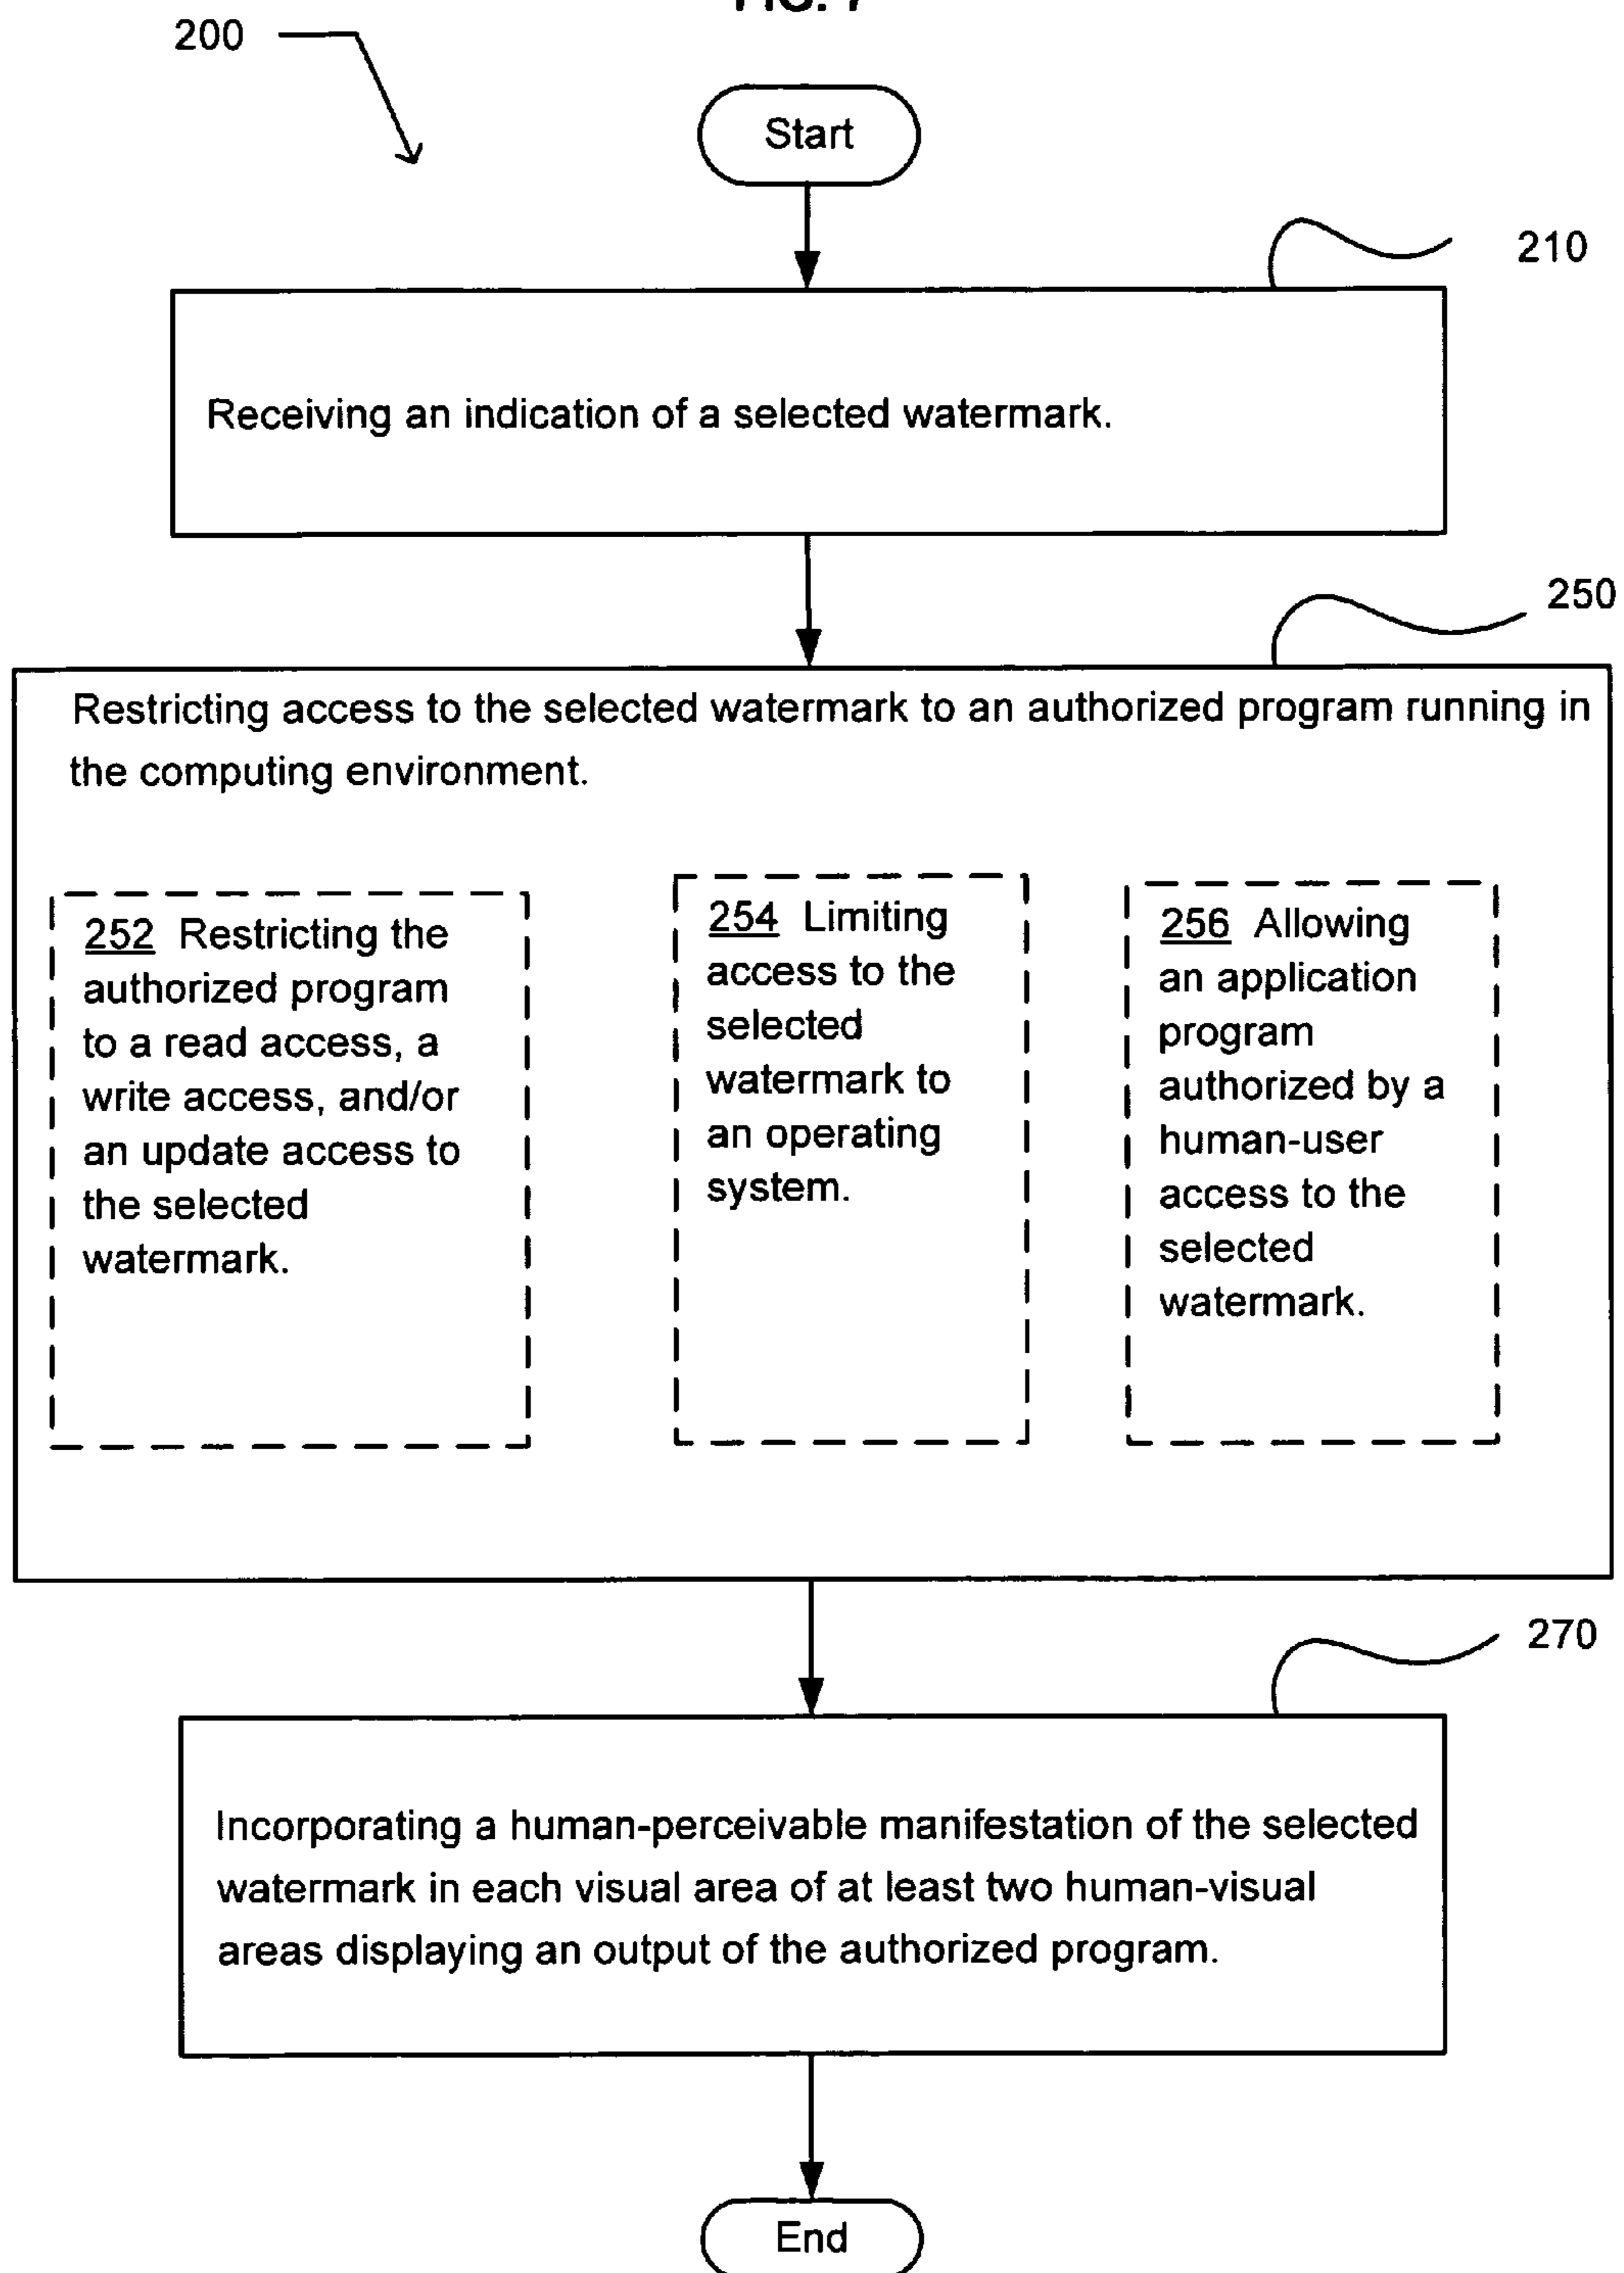 FIG. 7
200
Start
210
Receiving an indication of a selected watermark.
250
Restricting access to the selected watermark to an authorized program running in
the computing environment.
252 Restricting the
authorized program
to a read access, a
write access, and/or
an update access to
the selected
watermark.
254 Limiting
access to the
selected
watermark to
an operating
system.
256 Allowing
an application
program
authorized by a
human-user
access to the
selected
watermark.
270
Incorporating a human-perceivable manifestation of the selected
watermark in each visual area of at least two human-visual
areas displaying an output of the authorized program.
End